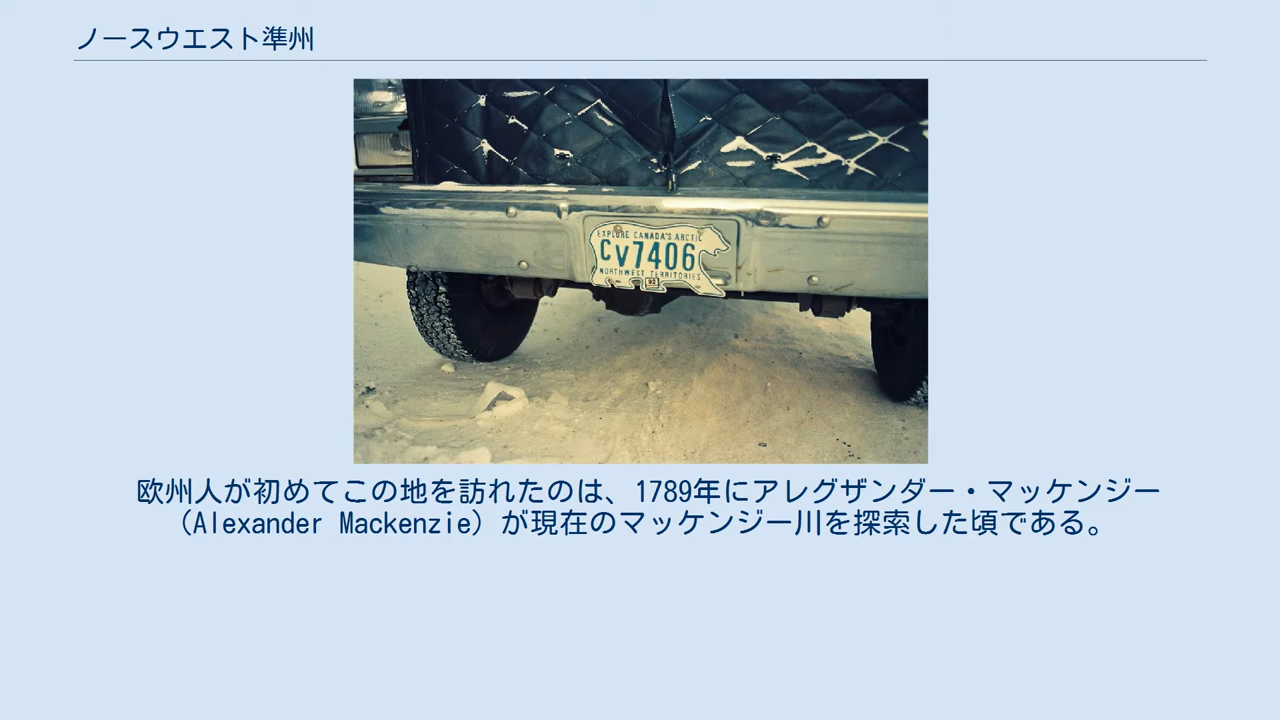 ノースウエスト準州
EXPLORE CANADA'S ARCTIC
CV7406
NORTHWEST TERRITORIES
92
欧州人が初めてこの地を訪れたのは、1789年にアレグザンダー・マッケンジー
（Alexander Mackenzie）が現在のマッケンジー川を探索した頃である。